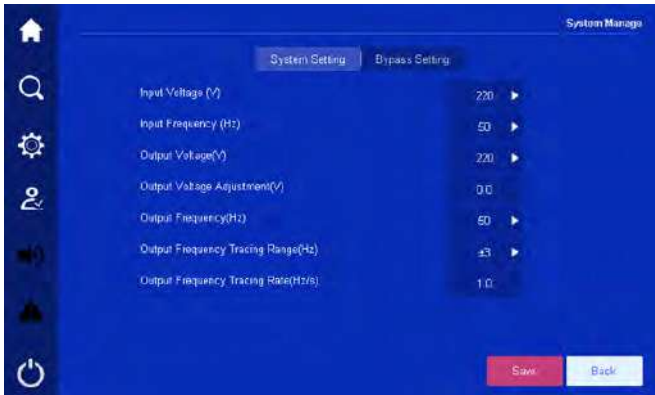 System Manage
System Setting Bypass Setting
Input Voltage (V) 220
Input Frequency (Hz) 50
Output Voltage(V) 220
Output Voltage Adjustment(V) 0.0
Output Frequency(Hz) 50
Output Frequency Tracing Range(Hz) ±3
Output Frequency Tracing Rate(Hz/s) 1.0
Save Back